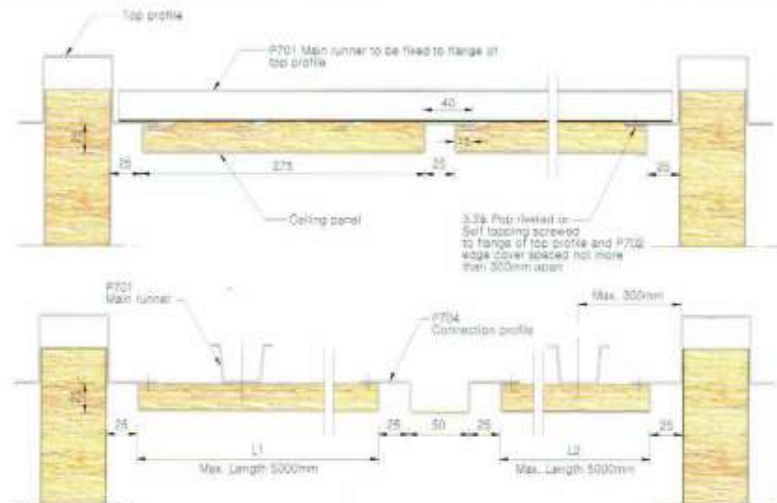 Top profile
P701 Main runner to be fixed to flange of
top profile
40
25
25
275
25
15
25
Ceiling panel
3.2ø Pop riveted or
Self tapping screwed
to flange of top profile and P702
edge cover spaced not more
than 300mm apart
P701
Main runner
P704
Connection profile
Max. 300mm
25
25
25
50
25
25
L1
L2
Max. Length 5000mm
Max. Length 5000mm